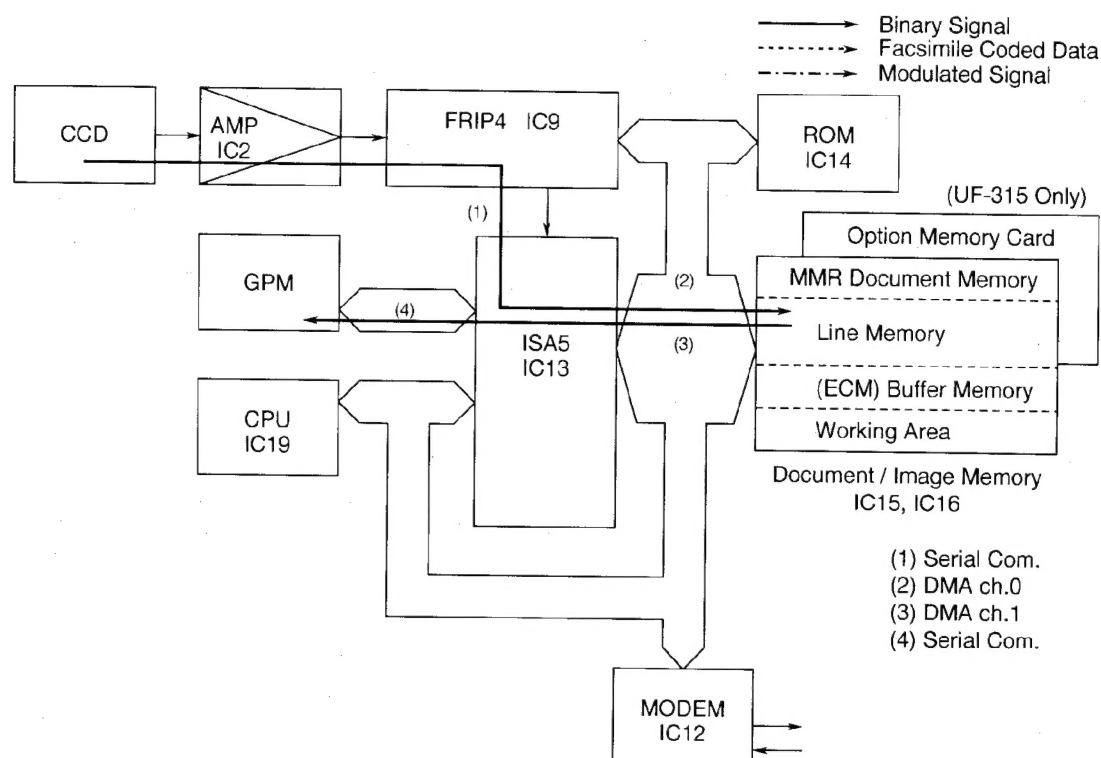 Binary Signal
Facsimile Coded Data
Modulated Signal
CCD
AMP
IC2
FRIP4 IC9
ROM
IC14
(1)
(UF-315 Only)
Option Memory Card
GPM
(2)
MMR Document Memory
(4)
(3)
Line Memory
ISA5
IC13
CPU
IC19
(ECM) Buffer Memory
Working Area
Document / Image Memory
IC15, IC16
(1) Serial Com.
(2) DMA ch.0
(3) DMA ch.1
(4) Serial Com.
MODEM
IC12